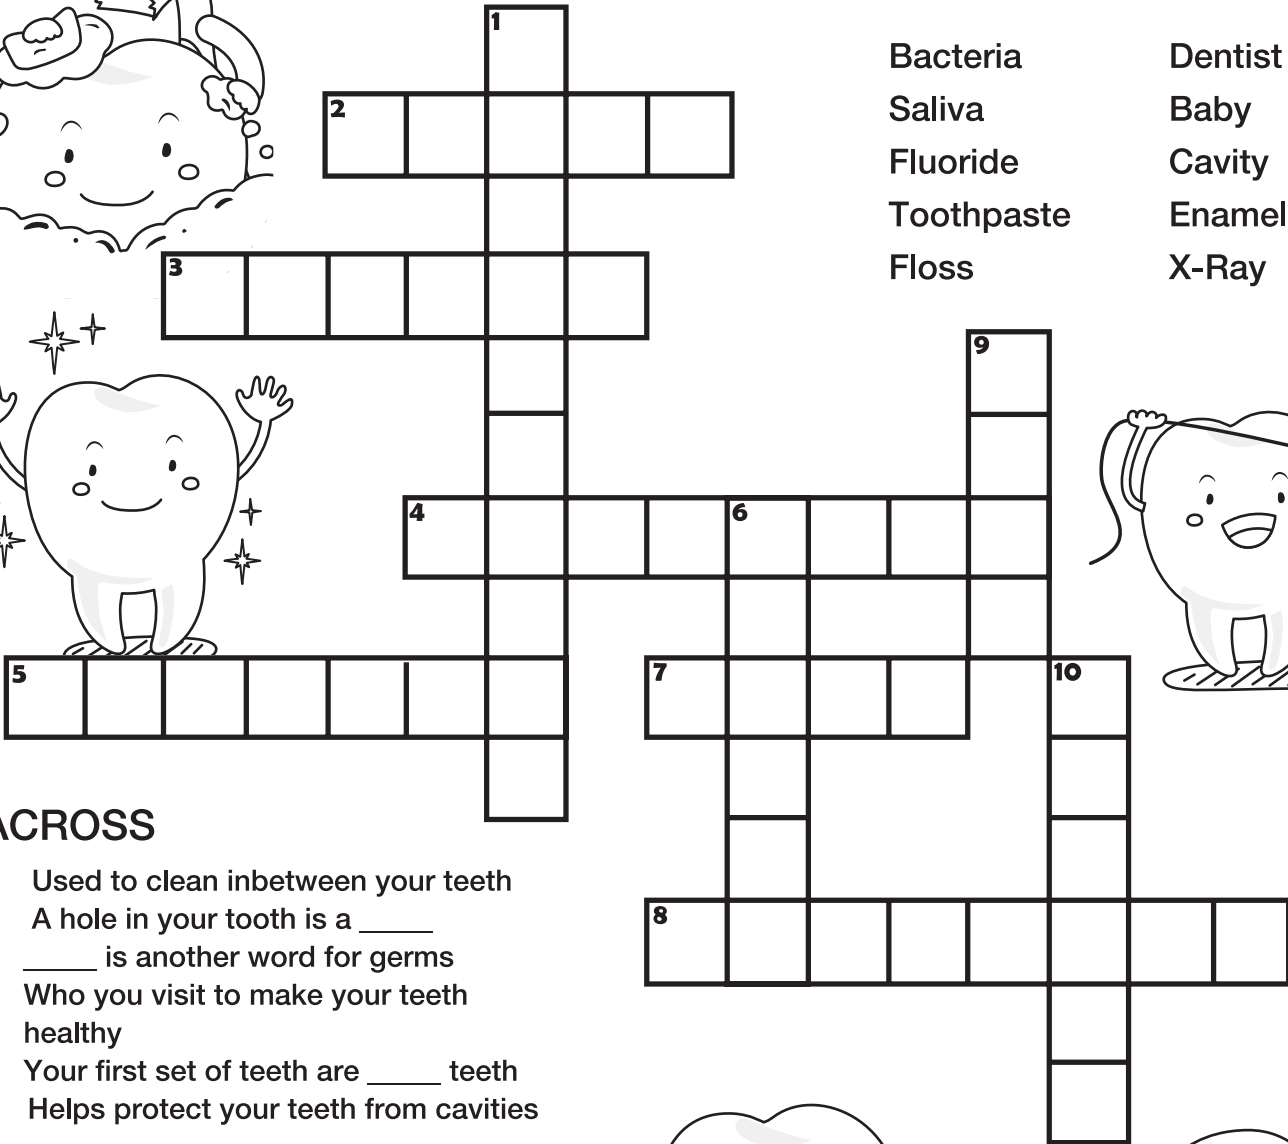 1
Bacteria Dentist
2
Saliva Baby
Fluoride Cavity
Toothpaste Enamel
3
Floss X-Ray
9
4 6
5 7 10
ACROSS
Used to clean inbetween your teeth
A hole in your tooth is a _____
8
_____ is another word for germs
Who you visit to make your teeth
healthy
Your first set of teeth are _____ teeth
Helps protect your teeth from cavities